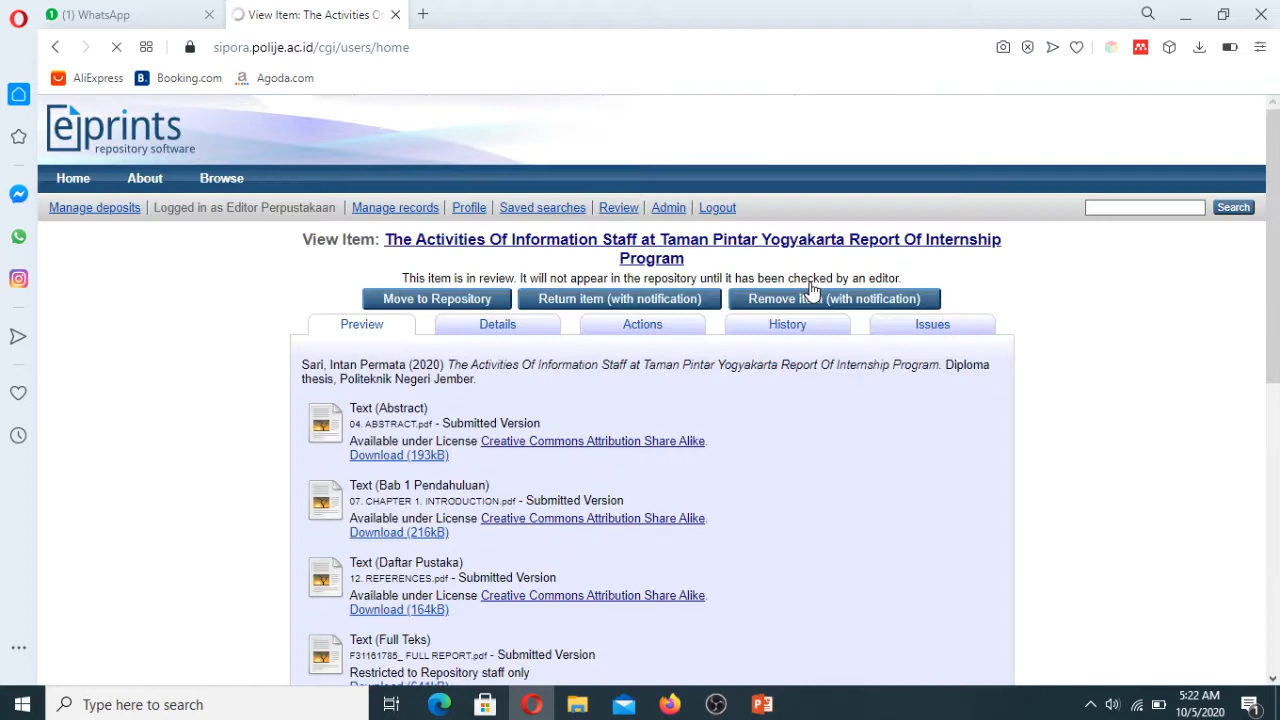 (1) WhatsApp
View Item: The Activities O
sipora.polije.ac.id/cgi/users/home
AliExpress
Booking.com
Agoda.com
eprints
repository software
Home About Browse
Manage deposits Logged in as Editor Perpustakaan Manage records Profile Saved searches Review Admin Logout Search
View Item: The Activities Of Information Staff at Taman Pintar Yogyakarta Report Of Internship
Program
This item is in review. It will not appear in the repository until it has been checked by an editor.
Move to Repository Return item (with notification) Remove item (with notification)
Preview Details Actions History Issues
Sari, Intan Permata (2020) The Activities Of Information Staff at Taman Pintar Yogyakarta Report Of Internship Program. Diploma
thesis, Politeknik Negeri Jember.
Text (Abstract)
04. ABSTRACT.pdf - Submitted Version
Available under License Creative Commons Attribution Share Alike.
Download (193kB)
Text (Bab 1 Pendahuluan)
07. CHAPTER 1. INTRODUCTION.pdf - Submitted Version
Available under License Creative Commons Attribution Share Alike.
Download (216kB)
Text (Daftar Pustaka)
12. REFERENCES.pdf - Submitted Version
Available under License Creative Commons Attribution Share Alike.
Download (164kB)
Text (Full Teks)
F31161785_ FULL REPORT.pdf - Submitted Version
Restricted to Repository staff only
Download (641kB)
Type here to search
5:22 AM
10/5/2020